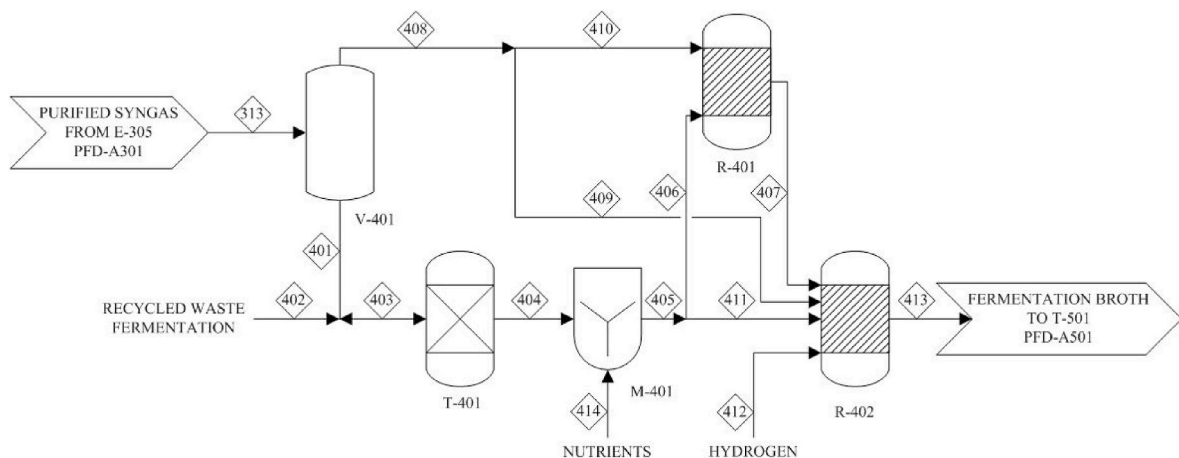 408
410
PURIFIED SYNGAS
FROM E-305
PFD-A301
313
R-401
406
407
409
V-401
401
RECYCLED WASTE
FERMENTATION
402
403
404
405
411
413
FERMENTATION BROTH
TO T-501
PFD-A501
T-401
M-401
R-402
414
412
NUTRIENTS
HYDROGEN